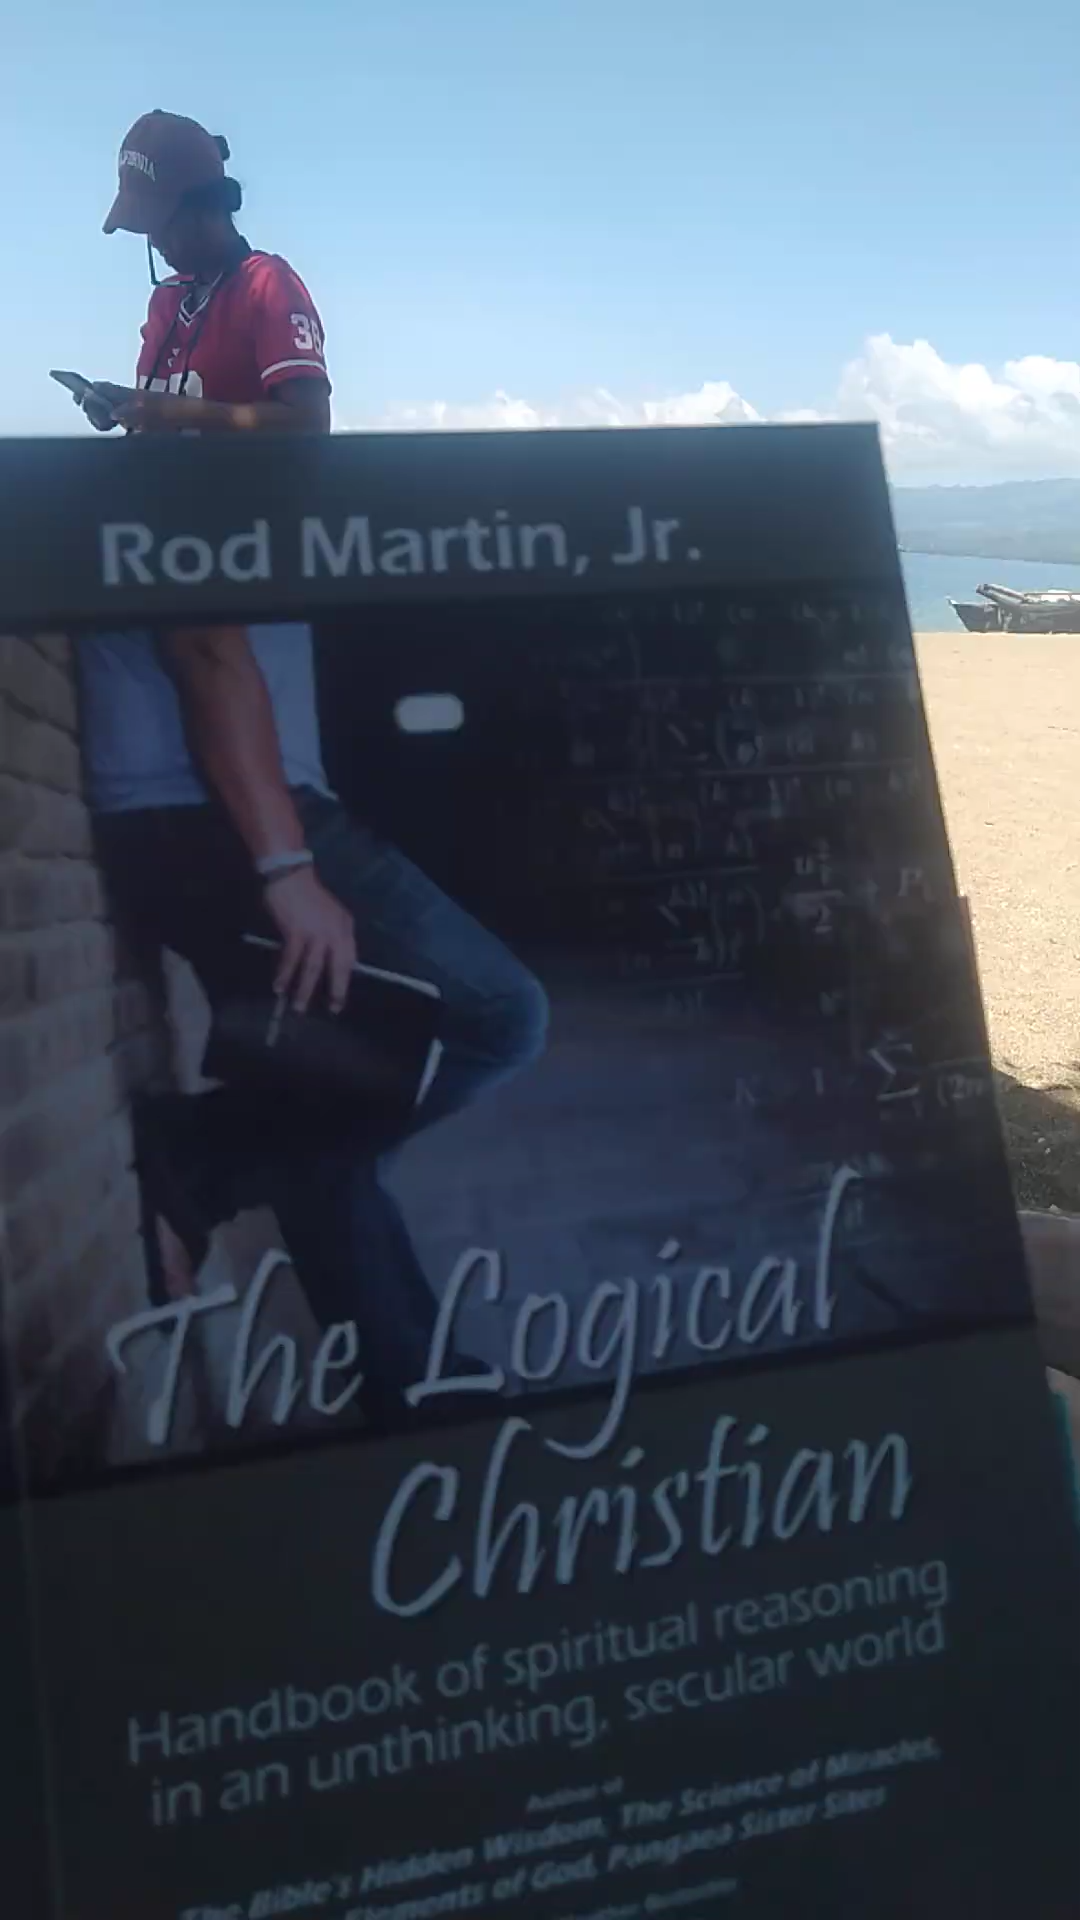 38
Rod Martin, Jr.
The Logical
Christian
Handbook of spiritual reasoning
in an unthinking, secular world
Author of
The Bible's Hidden Wisdom, The Science of Miracles,
Elements of God, Pangaea Sister Sites